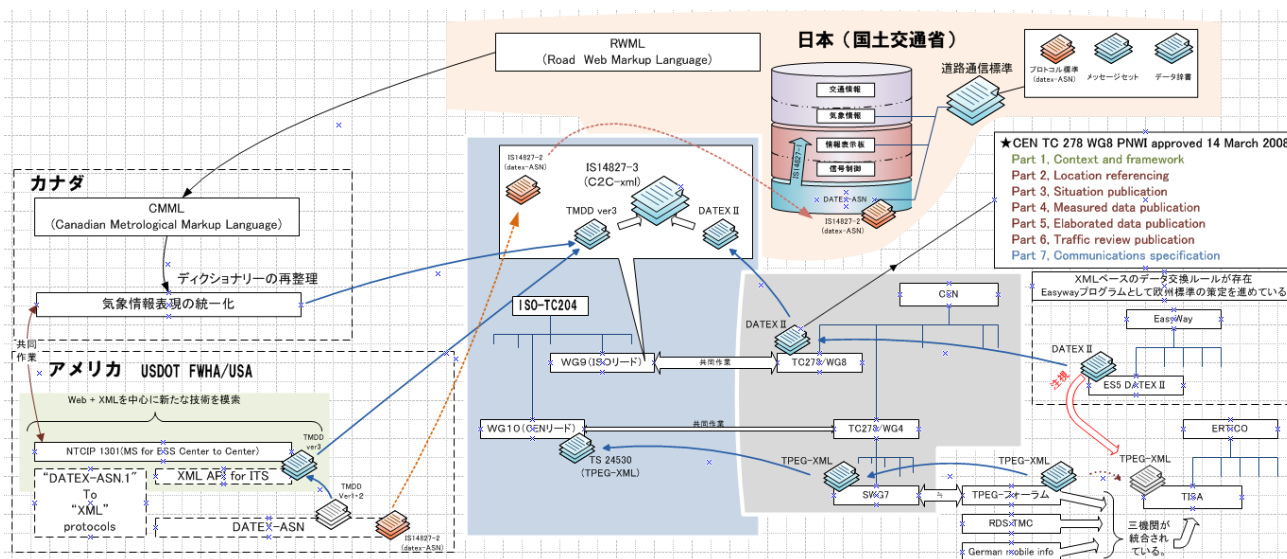 RWML
(Road Web Markup Language)
日本（国土交通省）
道路通信標準
プロトコル標準
(datex-ASN)
メッセージセット
データ辞書
交通情報
気象情報
情報表示板
信号制御
IS14827-1
DATEX-ASN
IS14827-2
(datex-ASN)
★CEN TC 278 WG8 PNWI approved 14 March 2008
Part 1, Context and framework
Part 2, Location referencing
Part 3, Situation publication
Part 4, Measured data publication
Part 5, Elaborated data publication
Part 6, Traffic review publication
Part 7, Communications specification
カナダ
CMML
(Canadian Metrological Markup Language)
ディクショナリーの再整理
気象情報表現の統一化
共同
作業
IS14827-2
(datex-ASN)
IS14827-3
(C2C-xml)
TMDD ver3
DATEX Ⅱ
ISO-TC204
WG9(ISOリード)
共同作業
WG10(CENリード)
共同作業
TS 24530
(TPEG-XML)
CEN
DATEX Ⅱ
TC278/WG8
TC278/WG4
TPEG-XML
SWG7
XMLベースのデータ交換ルールが存在
Easywayプログラムとして欧州標準の策定を進めている
EasyWay
DATEX Ⅱ
ES5 DATEX Ⅱ
注視
ERTICO
TPEG-XML
TPEG-XML
TISA
≒
TPEG-フォーラム
RDS-TMC
German mobile info
三機関が
統合されて
いる。
アメリカ USDOT FWHA/USA
Web + XMLを中心に新たな技術を模索
NTCIP 1301(MS for ESS Center to Center)
TMDD
ver3
"DATEX-ASN.1"
To
"XML"
protocols
XML API for ITS
TMDD
Ver1-2
DATEX-ASN
IS14827-2
(datex-ASN)